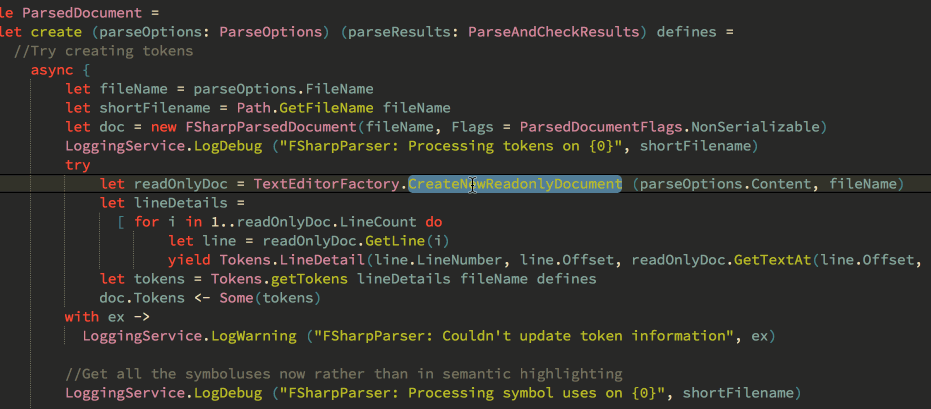 le ParsedDocument =
let create (parseOptions: ParseOptions) (parseResults: ParseAndCheckResults) defines =
//Try creating tokens
async {
let fileName = parseOptions.FileName
let shortFilename = Path.GetFileName fileName
let doc = new FSharpParsedDocument(fileName, Flags = ParsedDocumentFlags.NonSerializable)
LoggingService.LogDebug ("FSharpParser: Processing tokens on {0}", shortFilename)
try
let readOnlyDoc = TextEditorFactory.CreateNewReadonlyDocument (parseOptions.Content, fileName)
let lineDetails =
[ for i in 1..readOnlyDoc.LineCount do
let line = readOnlyDoc.GetLine(i)
yield Tokens.LineDetail(line.LineNumber, line.Offset, readOnlyDoc.GetTextAt(line.Offset,
let tokens = Tokens.getTokens lineDetails fileName defines
doc.Tokens <- Some(tokens)
with ex ->
LoggingService.LogWarning ("FSharpParser: Couldn't update token information", ex)
//Get all the symboluses now rather than in semantic highlighting
LoggingService.LogDebug ("FSharpParser: Processing symbol uses on {0}", shortFilename)